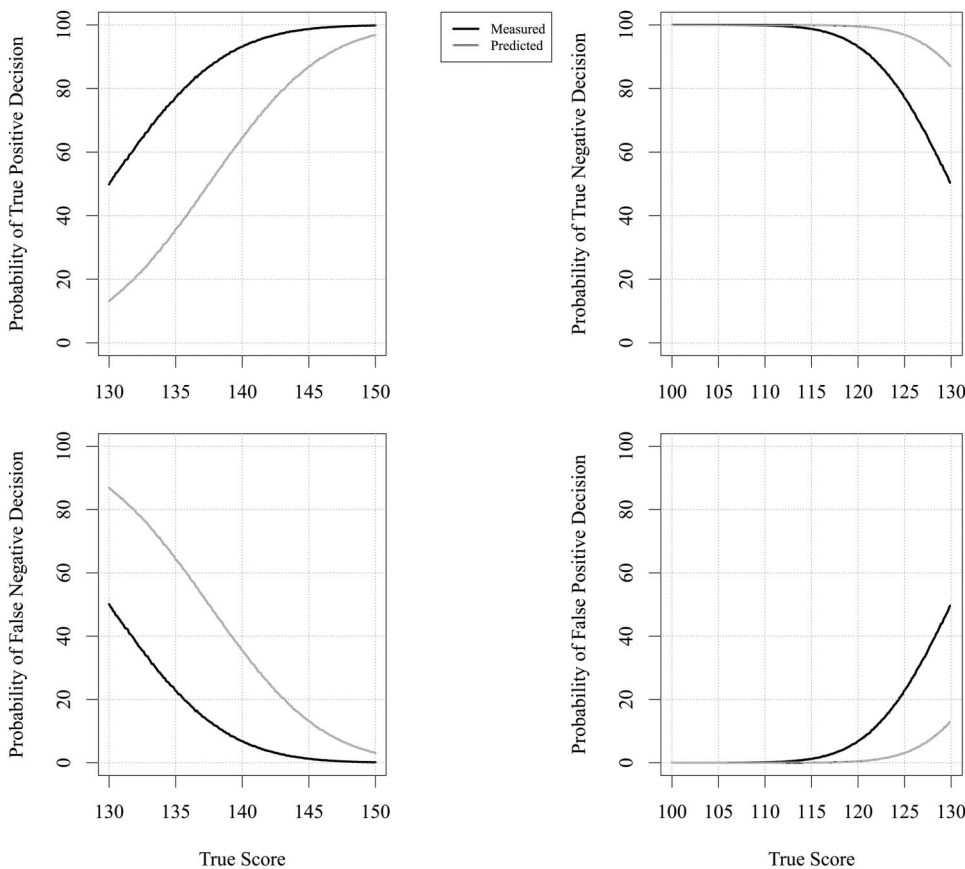 Probability of True Positive Decision
0 20 40 60 80 100
130 135 140 145 150
Measured
Predicted
Probability of True Negative Decision
0 20 40 60 80 100
100 105 110 115 120 125 130
Probability of False Negative Decision
0 20 40 60 80 100
130 135 140 145 150
True Score
Probability of False Positive Decision
0 20 40 60 80 100
100 105 110 115 120 125 130
True Score